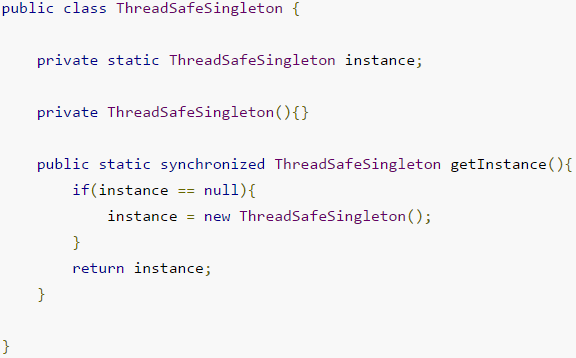 public class ThreadSafeSingleton {
private static ThreadSafeSingleton instance;
private ThreadSafeSingleton(){}
public static synchronized ThreadSafeSingleton getInstance(){
if(instance == null){
instance = new ThreadSafeSingleton();
}
return instance;
}
}